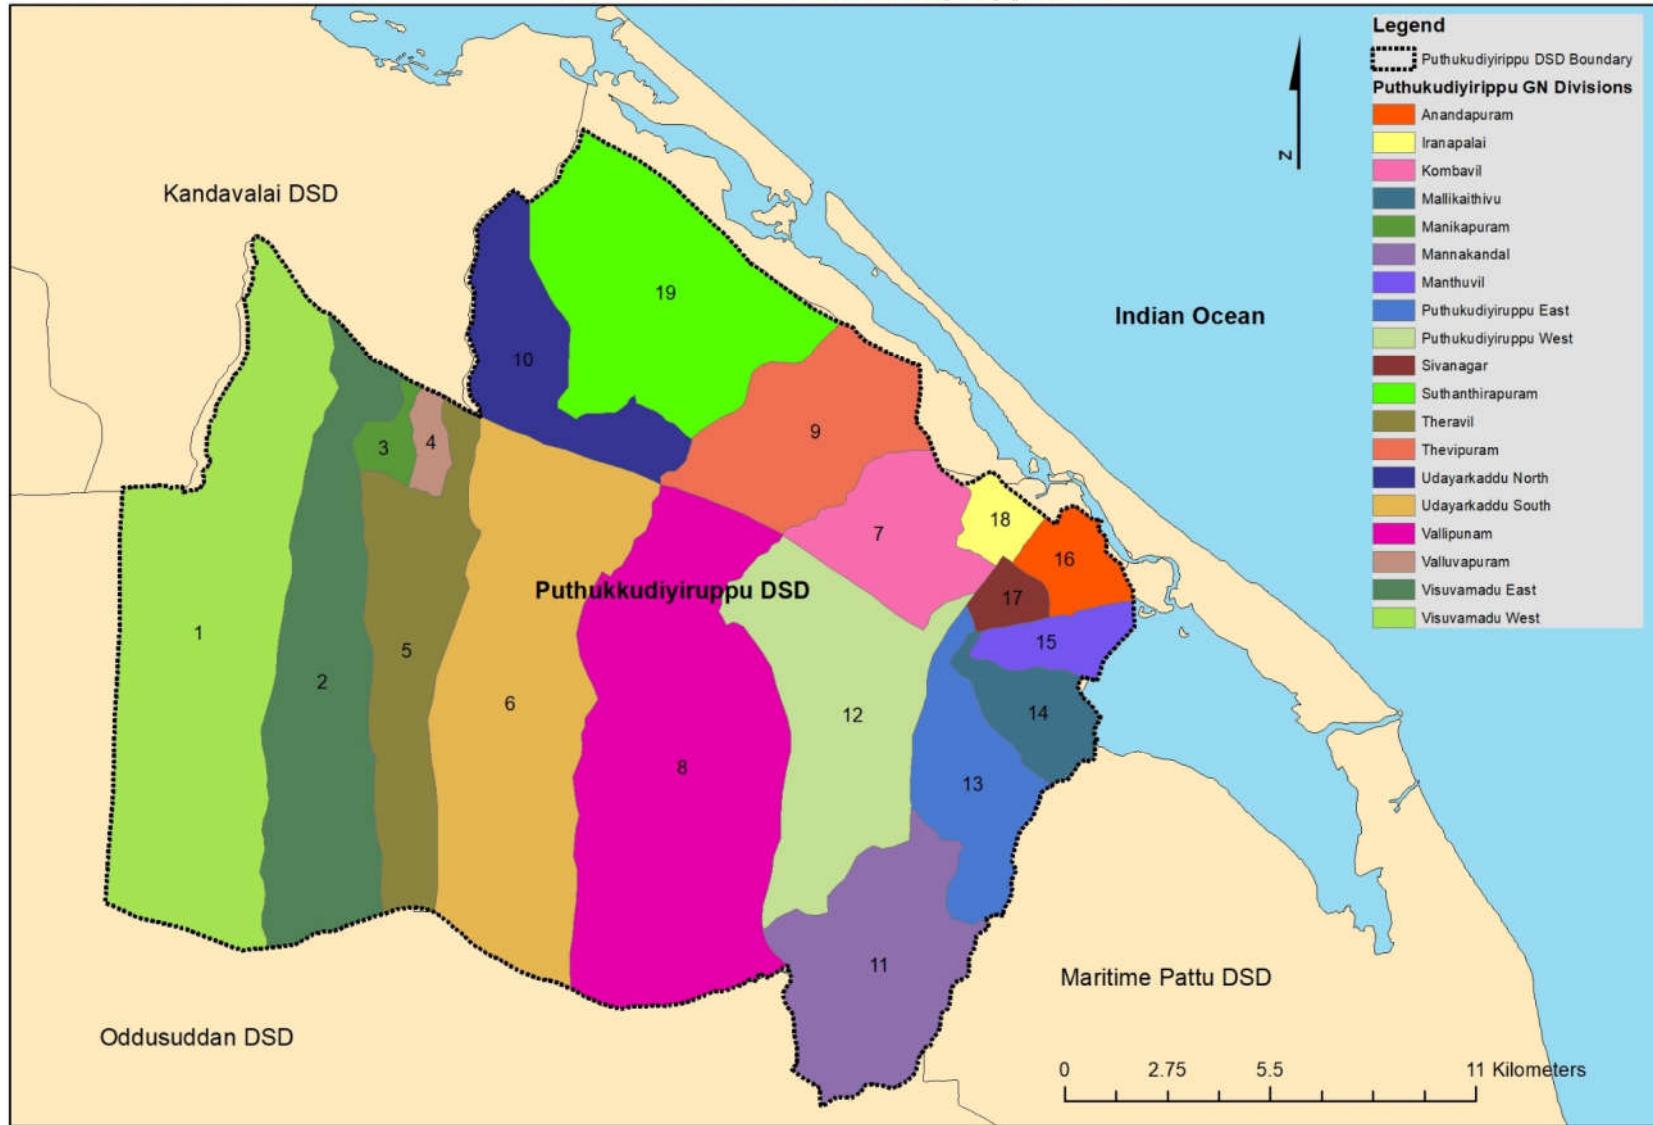 Legend
Puthukudiyirippu DSD Boundary
Puthukudiyirippu GN Divisions
Anandapuram
Iranapalai
Kombavil
Mallikaithivu
Manikapuram
Mannakandal
Manthuvil
Puthukudiyiruppu East
Puthukudiyiruppu West
Sivanagar
Suthanthirapuram
Theravil
Thevipuram
Udayarkaddu North
Udayarkaddu South
Vallipunam
Valluvapuram
Visuvamadu East
Visuvamadu West
N
Kandavalai DSD
Indian Ocean
19
10
9
3
4
18
7
16
Puthukkudiyiruppu DSD
17
1
15
5
2
6
12
14
8
13
11
Maritime Pattu DSD
Oddusuddan DSD
0 2.75 5.5 11 Kilometers